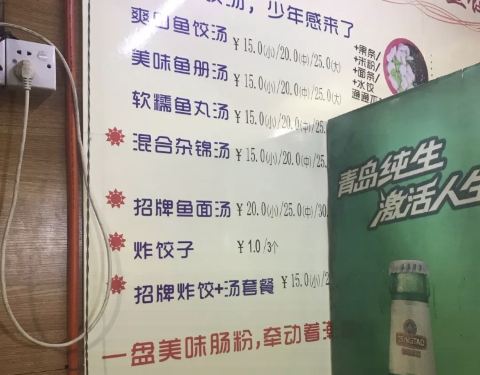 汤，少年感来了
爽口鱼饺汤 ¥15.0(小)/20.0(中)/25.0(大)
美味鱼册汤 ¥15.0(小)/20.0(中)/25.0(大)
软糯鱼丸汤 ¥15.0(小)/20.0(中)/25.0(大)
混合杂锦汤 ¥15.0(小)/20.0(中)/25.0
+果条/
+米粉/
+面条/
+水饺
招牌鱼面汤 ¥20.0(小)/25.0(中)/30.
炸饺子 ¥1.0/3个
招牌炸饺+汤套餐 ¥15.0(小)/2
一盘美味肠粉，牵动着
青岛纯生
激活人生
TSINGTAO